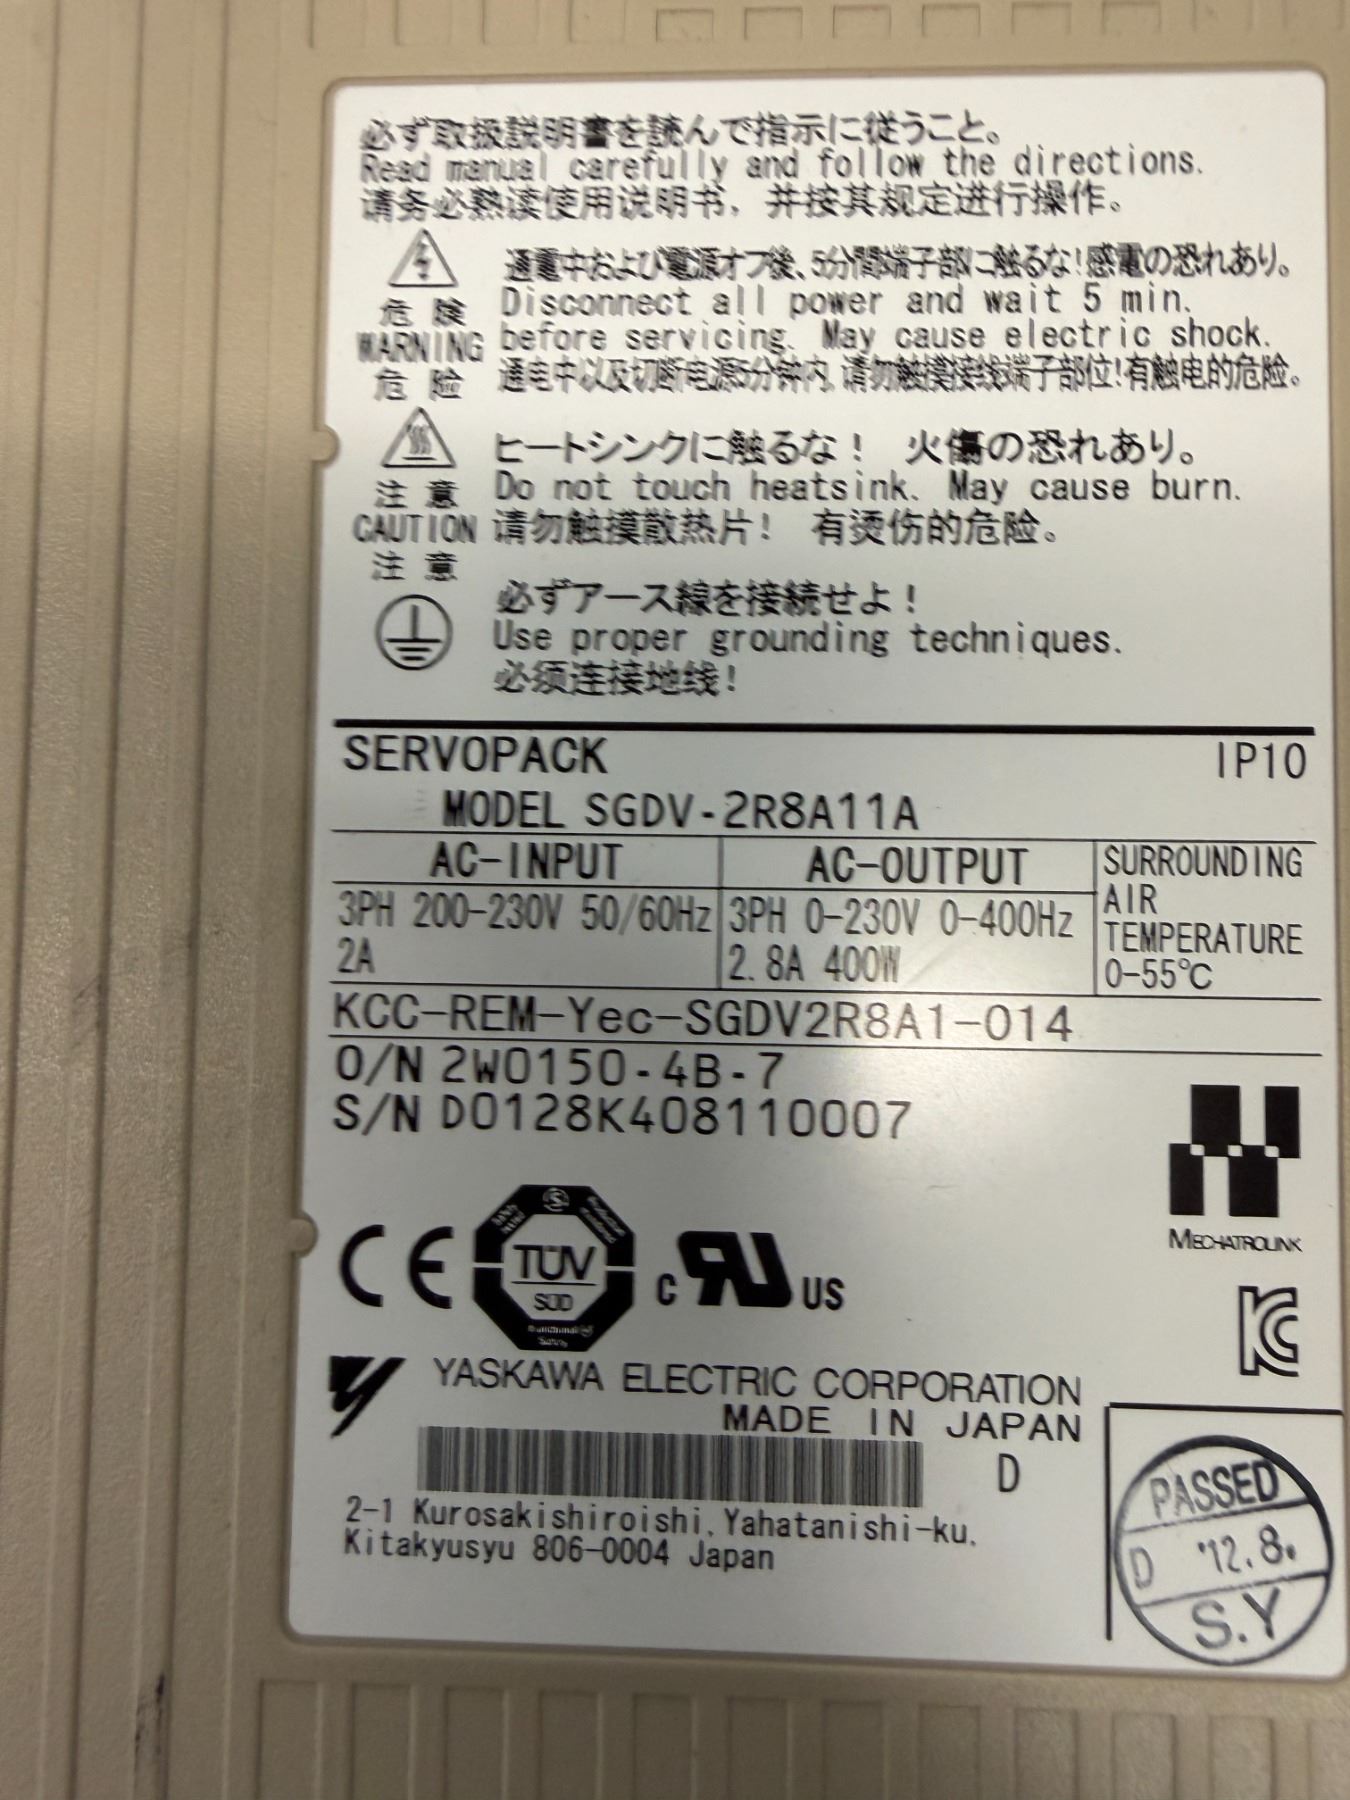 必ず取扱説明書を読んで指示に従うこと。
Read manual carefully and follow the directions.
请务必熟读使用说明书，并按其规定进行操作。
通電中および電源オフ後、5分間端子部に触るな!感電の恐れあり。
危険 Disconnect all power and wait 5 min.
WARNING before servicing. May cause electric shock.
危险 通电中以及切断电源5分钟内,请勿触摸接线端子部位!有触电的危险。
ヒートシンクに触るな! 火傷の恐れあり。
注意 Do not touch heatsink. May cause burn.
CAUTION 请勿触摸散热片! 有烫伤的危险。
注意
必ずアース線を接続せよ!
Use proper grounding techniques.
必须连接地线!
SERVOPACK IP10
MODEL SGDV-2R8A11A
AC-INPUT
3PH 200-230V 50/60Hz
2A
AC-OUTPUT
3PH 0-230V 0-400Hz
2.8A 400W
SURROUNDING
AIR
TEMPERATURE
0-55℃
KCC-REM-Yec-SGDV2R8A1-014
O/N 2W0150-4B-7
S/N D0128K408110007
MECHATROLINK
CE
TÜV
SÜD
c RU US
KC
YASKAWA ELECTRIC CORPORATION
MADE IN JAPAN
D
2-1 Kurosakishiroishi, Yahatanishi-ku,
Kitakyusyu 806-0004 Japan
PASSED
D '12.8.
S.Y